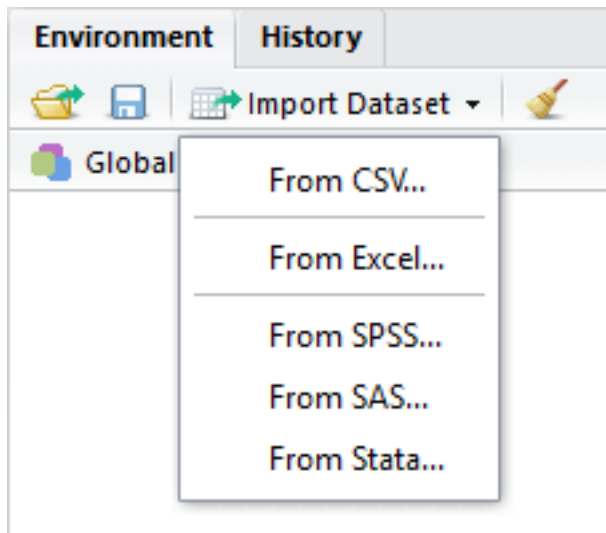 Environment History
Import Dataset
Global
From CSV...
From Excel...
From SPSS...
From SAS...
From Stata...